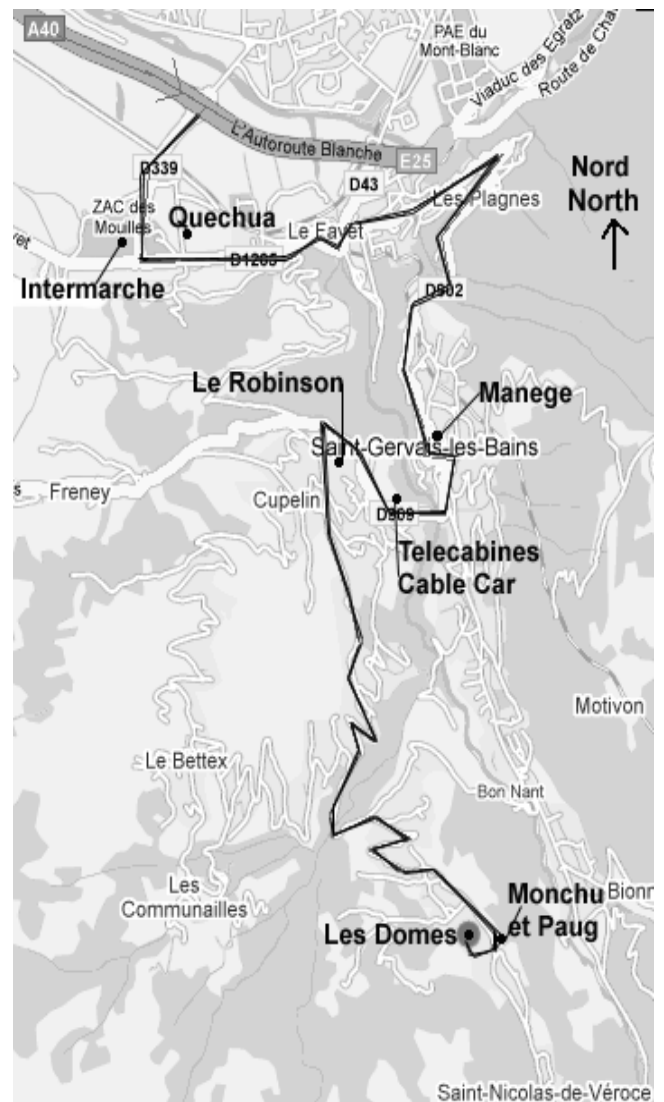 A40
PAE du
Mont-Blanc
Viaduc des Egratz
Route de Cha
L'Autoroute Blanche
E25
D339
D43
Nord
North
Les Plagnes
ZAC des
Mouilles
Quechua
Le Fayet
ret
D1205
Intermarche
D902
Le Robinson
Manege
Saint-Gervais-les-Bains
s
Freney
Cupelin
D909
Telecabines
Cable Car
Motivon
Le Bettex
Bon Nant
Les
Communailles
Monchu
et Paug
Bionn
Les Domes
Saint-Nicolas-de-Véroce